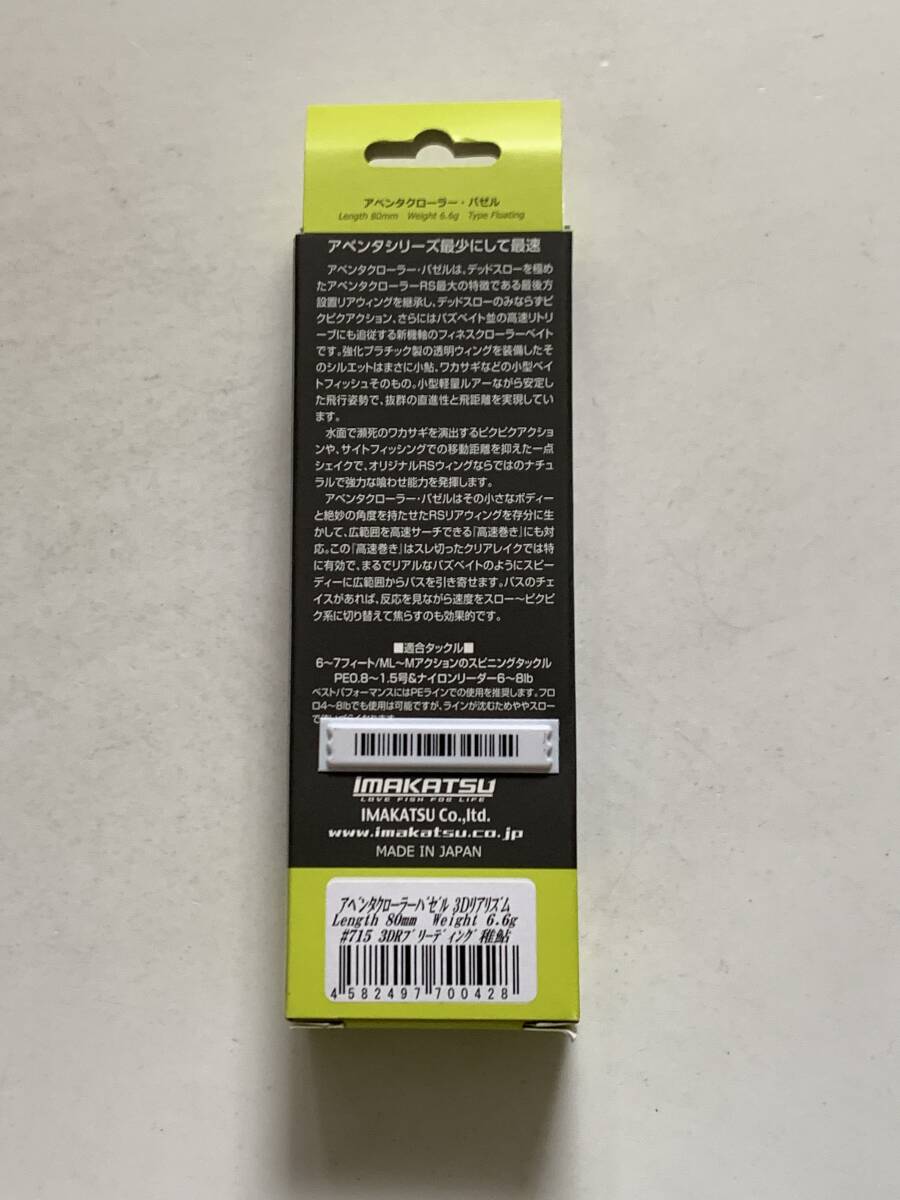 アベンタクローラー・バゼル
Length 80mm Weight 6.6g Type Floating
アベンタシリーズ最少にして最速
アベンタクローラー・バゼルは、デッドスローを極め
たアベンタクローラーRS最大の特徴である最後方
設置リアウィングを継承し、デッドスローのみならずピ
クピクアクション、さらにはバズベイト並の高速リトリ
ーブにも追従する新機軸のフィネスクローラーベイト
です。強化プラチック製の透明ウィングを装備したそ
のシルエットはまさに小鮎、ワカサギなどの小型ベイ
トフィッシュそのもの。小型軽量ルアーながら安定し
た飛行姿勢で、抜群の直進性と飛距離を実現してい
ます。
水面で瀕死のワカサギを演出するピクピクアクショ
ンや、サイトフィッシングでの移動距離を抑えた一点
シェイクで、オリジナルRSウィングならではのナチュ
ラルで強力な喰わせ能力を発揮します。
アベンタクローラー・バゼルはその小さなボディー
と絶妙の角度を持たせたRSリアウィングを存分に生
かして、広範囲を高速サーチできる「高速巻き」にも対
応。この「高速巻き」はスレ切ったクリアレイクでは特
に有効で、まるでリアルなバズベイトのようにスピー
ディーに広範囲からバスを引き寄せます。バスのチェ
イスがあれば、反応を見ながら速度をスロー〜ピクピ
ク系に切り替えて焦らすのも効果的です。
■適合タックル■
6〜7フィート/ML〜Mアクションのスピニングタックル
PE0.8〜1.5号&ナイロンリーダー6〜8lb
ベストパフォーマンスにはPEラインでの使用を推奨します。フロ
ロ4〜8lbでも使用は可能ですが、ラインが沈むためややスロー
IMAKATSU
LOVE FISH FOG LIFE
IMAKATSU Co.,ltd.
www.imakatsu.co.jp
MADE IN JAPAN
ｱﾍﾞﾝﾀｸﾛｰﾗｰﾊﾞｾﾞﾙ 3Dﾘｱﾘｽﾞﾑ
Length 80mm Weight 6.6g
#715 3DRﾌﾞﾘｰﾃﾞｨﾝｸﾞ稚鮎
4 582497 700428